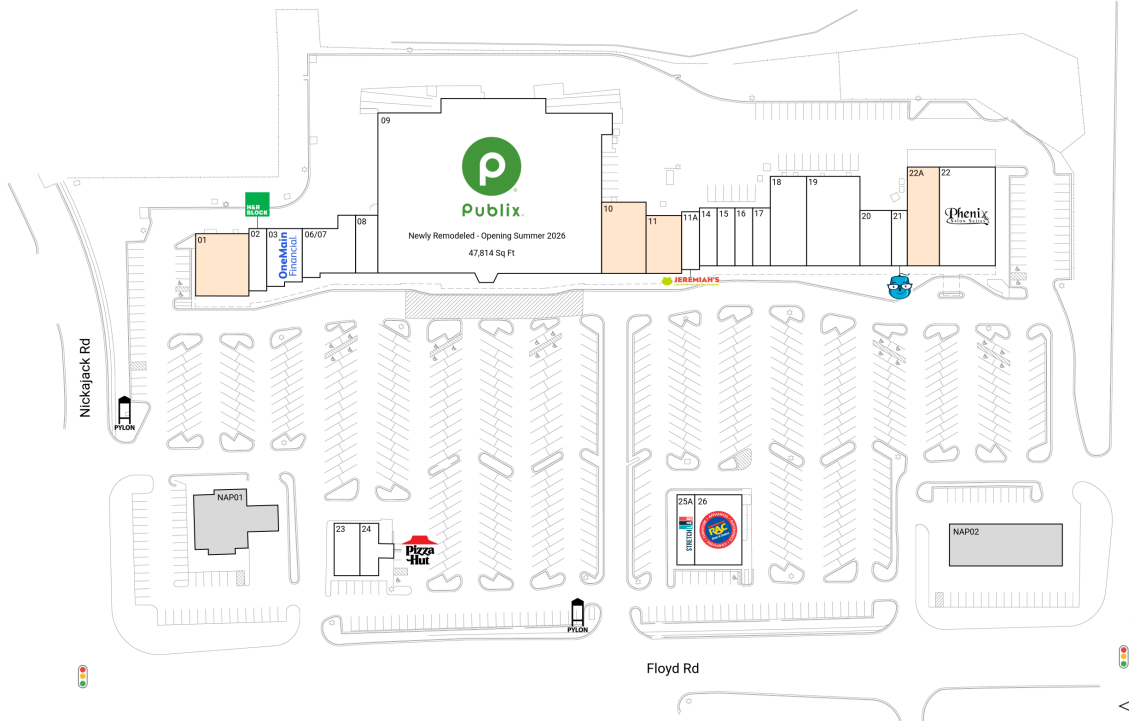 09
Publix.
Newly Remodeled - Opening Summer 2026
47,814 Sq Ft
H&R
BLOCK
01
02
03
OneMain
Financial.
06/07
08
10
11
11A
14
15
16
17
18
19
20
21
22A
22
Phenix
Salon Suites
JEREMIAH'S
Nickajack Rd
PYLON
NAP01
23
24
Pizza
Hut
25A
26
STRETCH
RAC
NAP02
PYLON
Floyd Rd